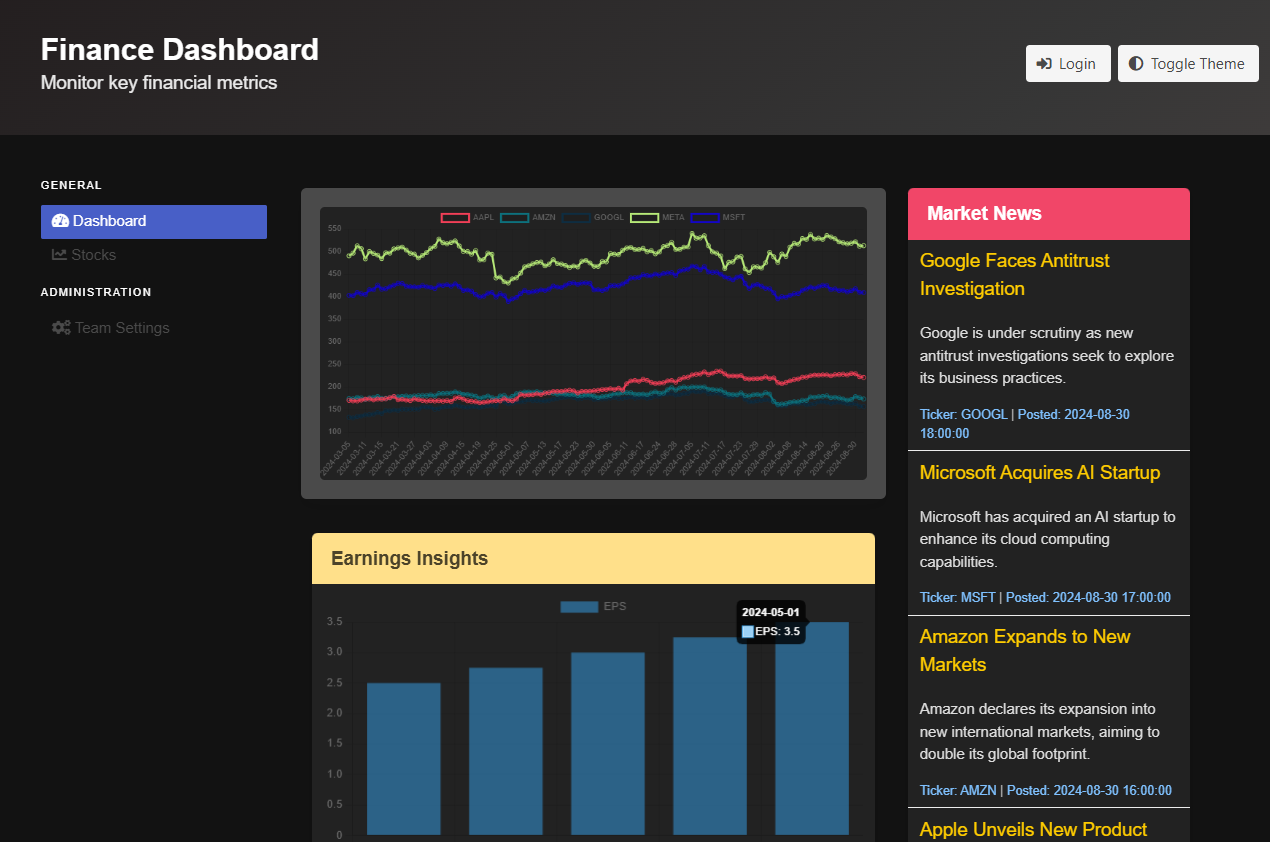 Finance Dashboard
Monitor key financial metrics
Login
Toggle Theme
GENERAL
Dashboard
Stocks
ADMINISTRATION
Team Settings
AAPL AMZN GOOGL META MSFT
550
500
450
400
350
300
250
200
150
100
2024-03-05 2024-03-11 2024-03-15 2024-03-21 2024-03-27 2024-04-03 2024-04-09 2024-04-15 2024-04-19 2024-04-25 2024-05-01 2024-05-07 2024-05-13 2024-05-17 2024-05-23 2024-05-30 2024-06-05 2024-06-11 2024-06-17 2024-06-24 2024-06-28 2024-07-05 2024-07-11 2024-07-17 2024-07-23 2024-07-29 2024-08-02 2024-08-08 2024-08-14 2024-08-20 2024-08-26 2024-08-30
Earnings Insights
EPS
2024-05-01
EPS: 3.5
3.5
3.0
2.5
2.0
1.5
1.0
0.5
0
Market News
Google Faces Antitrust
Investigation
Google is under scrutiny as new
antitrust investigations seek to explore
its business practices.
Ticker: GOOGL | Posted: 2024-08-30
18:00:00
Microsoft Acquires AI Startup
Microsoft has acquired an AI startup to
enhance its cloud computing
capabilities.
Ticker: MSFT | Posted: 2024-08-30 17:00:00
Amazon Expands to New
Markets
Amazon declares its expansion into
new international markets, aiming to
double its global footprint.
Ticker: AMZN | Posted: 2024-08-30 16:00:00
Apple Unveils New Product